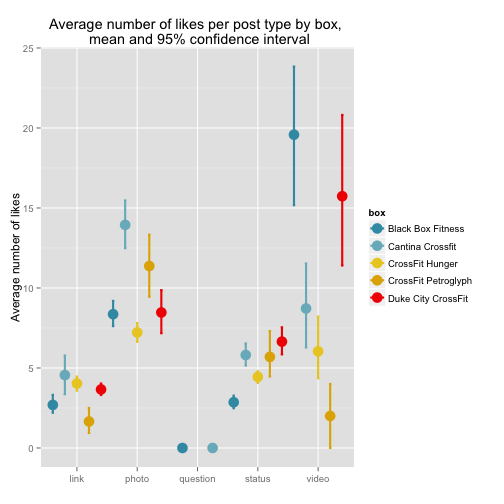 Average number of likes per post type by box,
mean and 95% confidence interval
25
20
15
10
5
0
Average number of likes
link photo question status video
box
Black Box Fitness
Cantina Crossfit
CrossFit Hunger
CrossFit Petroglyph
Duke City CrossFit